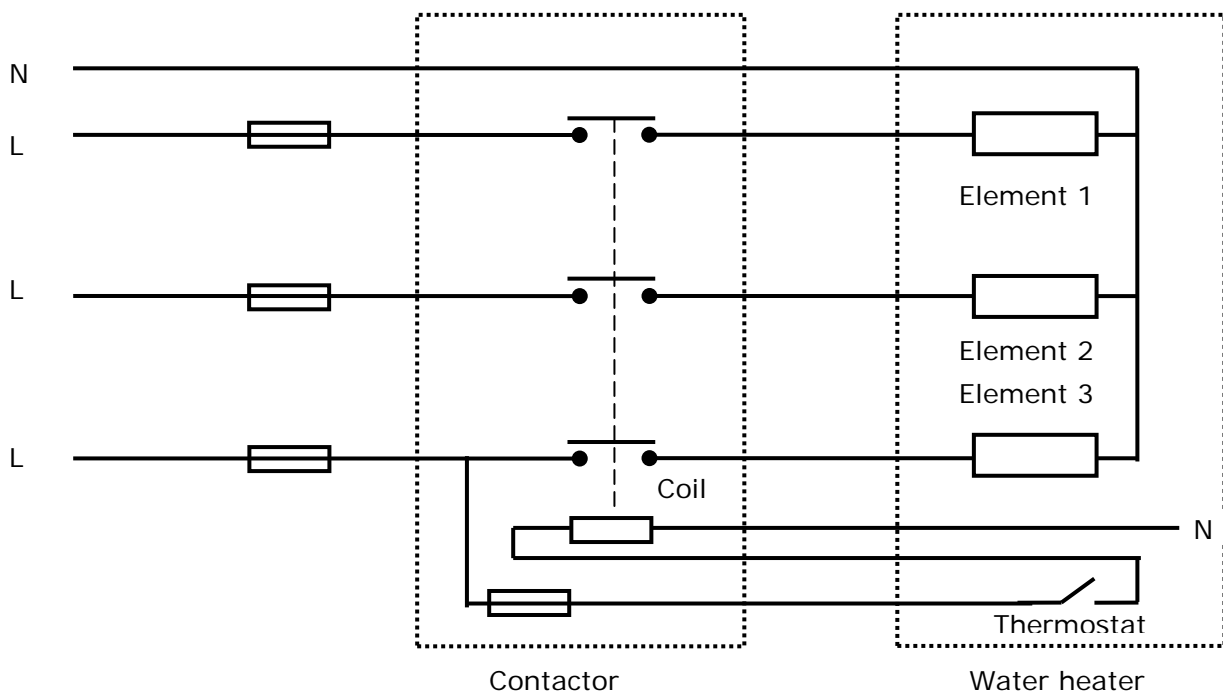 N
L
Element 1
L
Element 2
Element 3
L
Coil
N
Thermostat
Contactor
Water heater